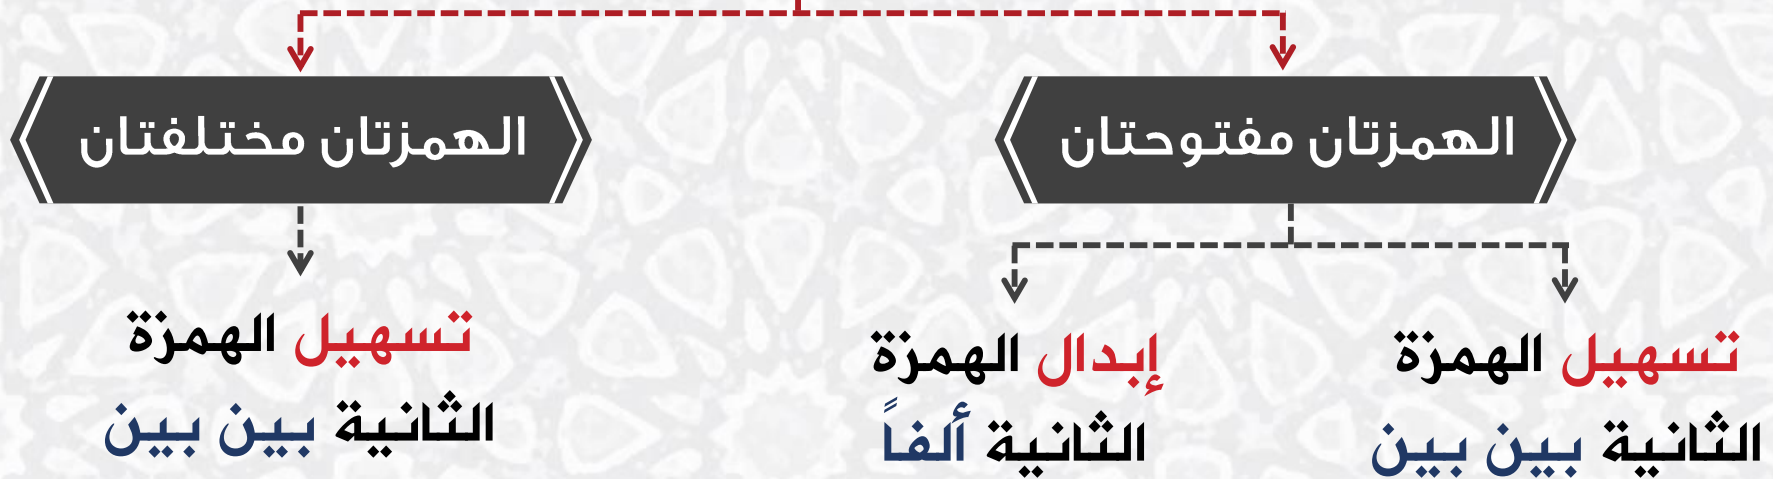 الهمزتان مفتوحتان
الهمزتان مختلفتان
تسهيل الهمزة
الثانية بين بين
إبدال الهمزة
الثانية ألفاً
تسهيل الهمزة
الثانية بين بين